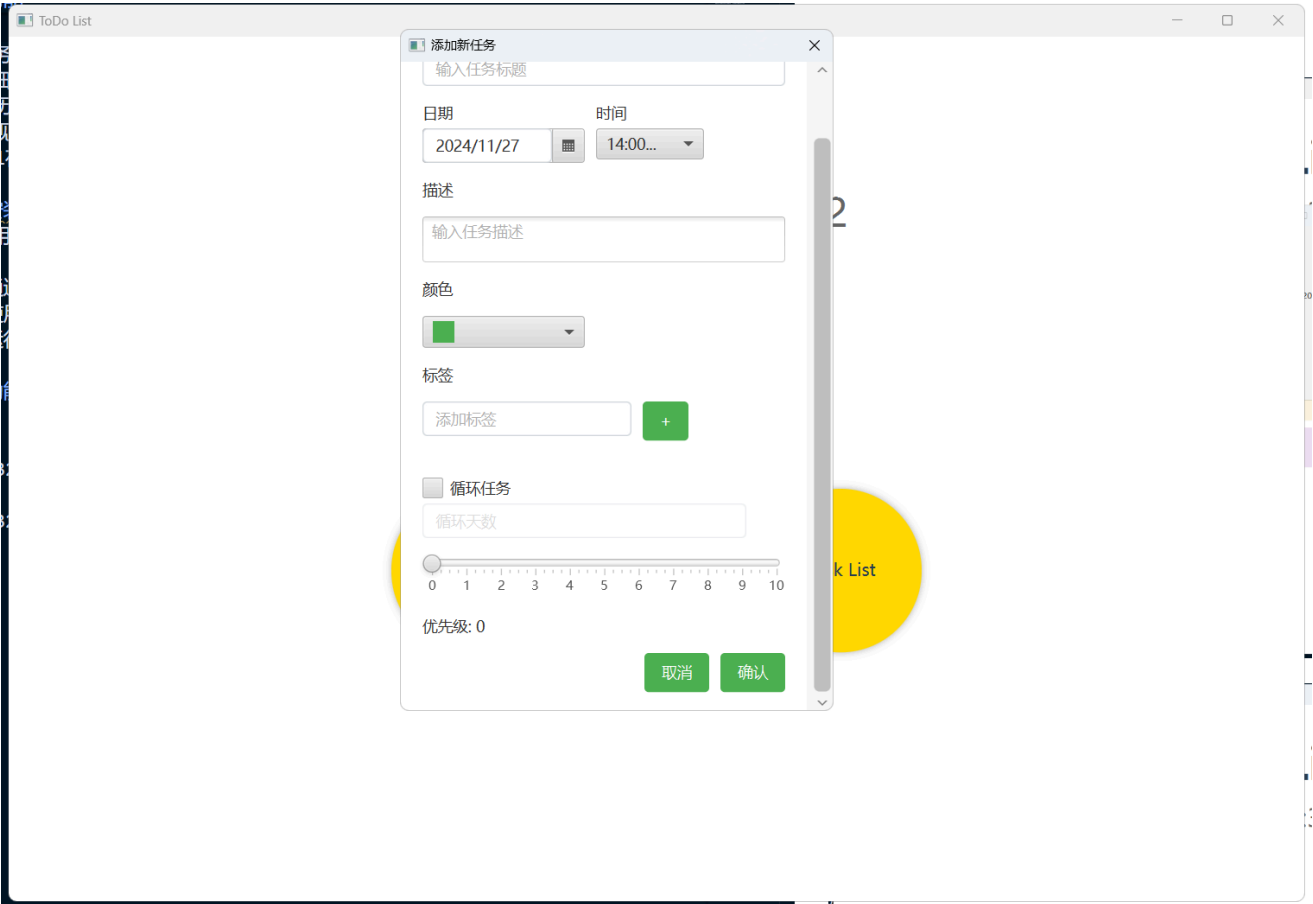 ToDo List
添加新任务
输入任务标题
日期 时间
2024/11/27 14:00...
描述
2
输入任务描述
颜色
标签
添加标签 +
循环任务
循环天数
k List
0 1 2 3 4 5 6 7 8 9 10
优先级: 0
取消 确认